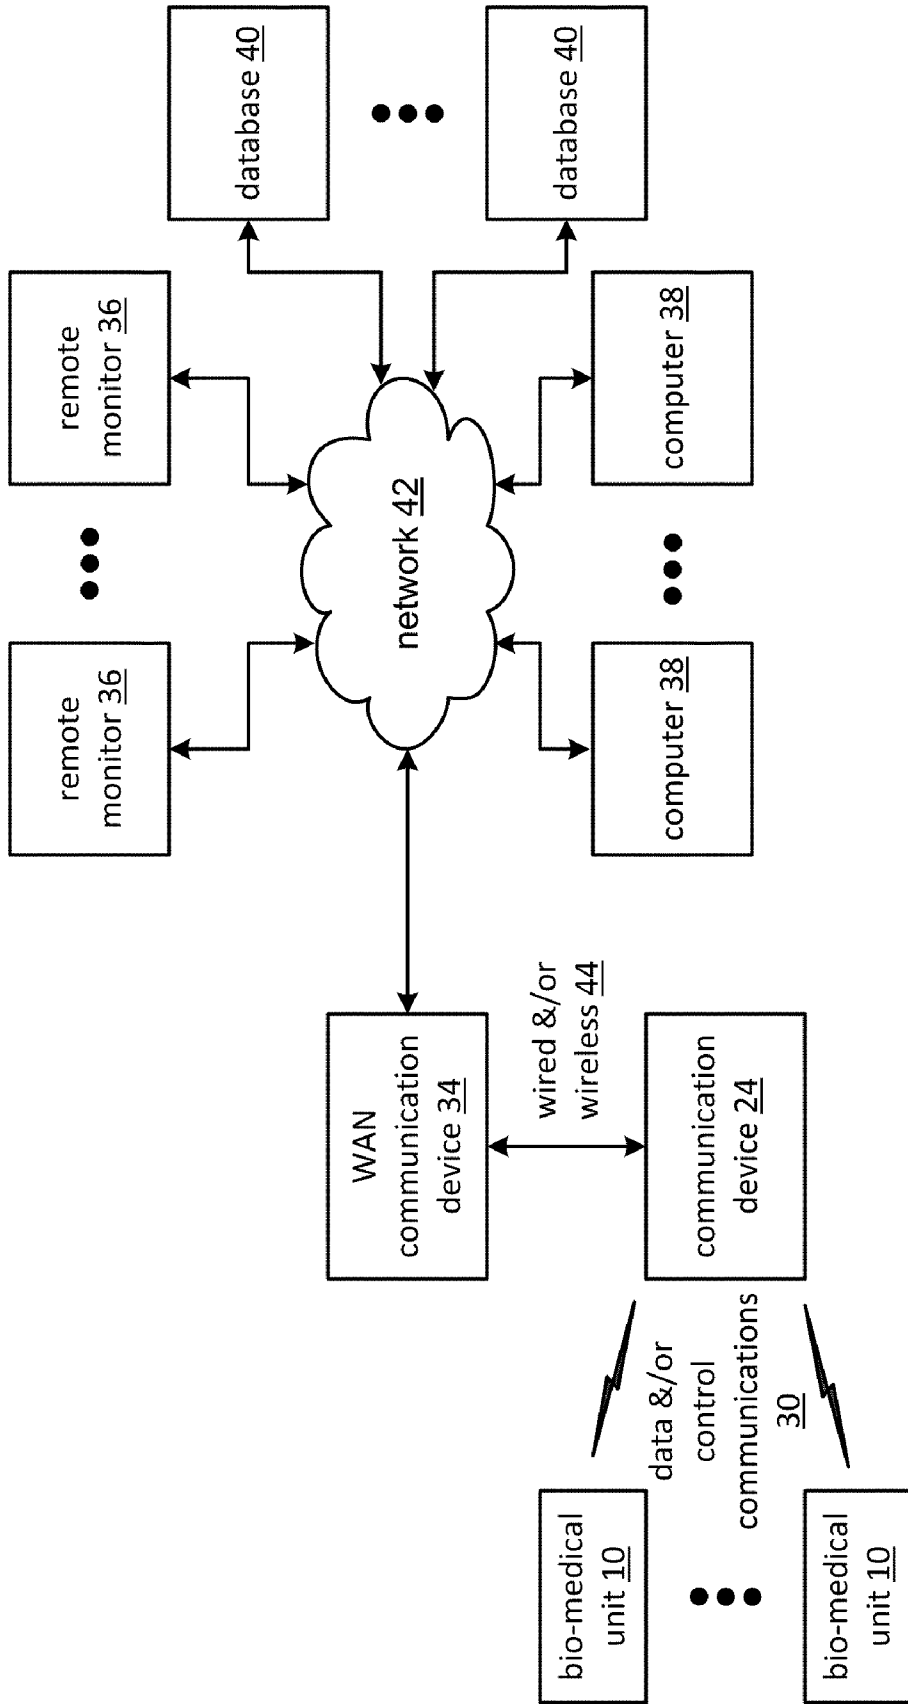 remote
monitor 36
remote
monitor 36
database 40
database 40
network 42
computer 38
computer 38
WAN
communication
device 34
wired &/or
wireless 44
communication
device 24
data &/or
control
communications
30
bio-medical
unit 10
bio-medical
unit 10